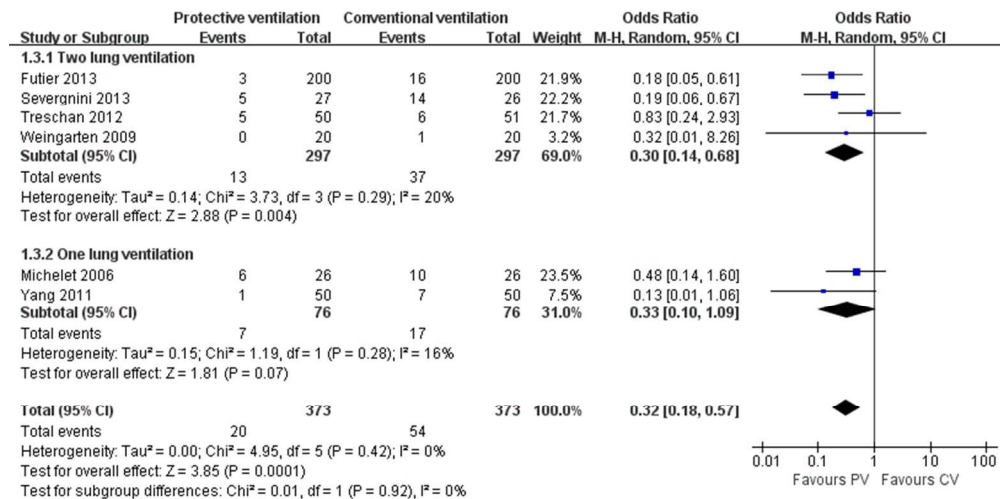 Protective ventilation Conventional ventilation Odds Ratio Odds Ratio
Study or Subgroup Events Total Events Total Weight M-H, Random, 95% CI M-H, Random, 95% CI
1.3.1 Two lung ventilation
Futier 2013 3 200 16 200 21.9% 0.18 [0.05, 0.61]
Severgnini 2013 5 27 14 26 22.2% 0.19 [0.06, 0.67]
Treschan 2012 5 50 6 51 21.7% 0.83 [0.24, 2.93]
Weingarten 2009 0 20 1 20 3.2% 0.32 [0.01, 8.26]
Subtotal (95% CI) 297 297 69.0% 0.30 [0.14, 0.68]
Total events 13 37
Heterogeneity: Tau² = 0.14; Chi² = 3.73, df = 3 (P = 0.29); I² = 20%
Test for overall effect: Z = 2.88 (P = 0.004)
1.3.2 One lung ventilation
Michelet 2006 6 26 10 26 23.5% 0.48 [0.14, 1.60]
Yang 2011 1 50 7 50 7.5% 0.13 [0.01, 1.06]
Subtotal (95% CI) 76 76 31.0% 0.33 [0.10, 1.09]
Total events 7 17
Heterogeneity: Tau² = 0.15; Chi² = 1.19, df = 1 (P = 0.28); I² = 16%
Test for overall effect: Z = 1.81 (P = 0.07)
Total (95% CI) 373 373 100.0% 0.32 [0.18, 0.57]
Total events 20 54
Heterogeneity: Tau² = 0.00; Chi² = 4.95, df = 5 (P = 0.42); I² = 0%
Test for overall effect: Z = 3.85 (P = 0.0001)
Test for subgroup differences: Chi² = 0.01, df = 1 (P = 0.92), I² = 0%
0.01 0.1 1 10 100
Favours PV Favours CV